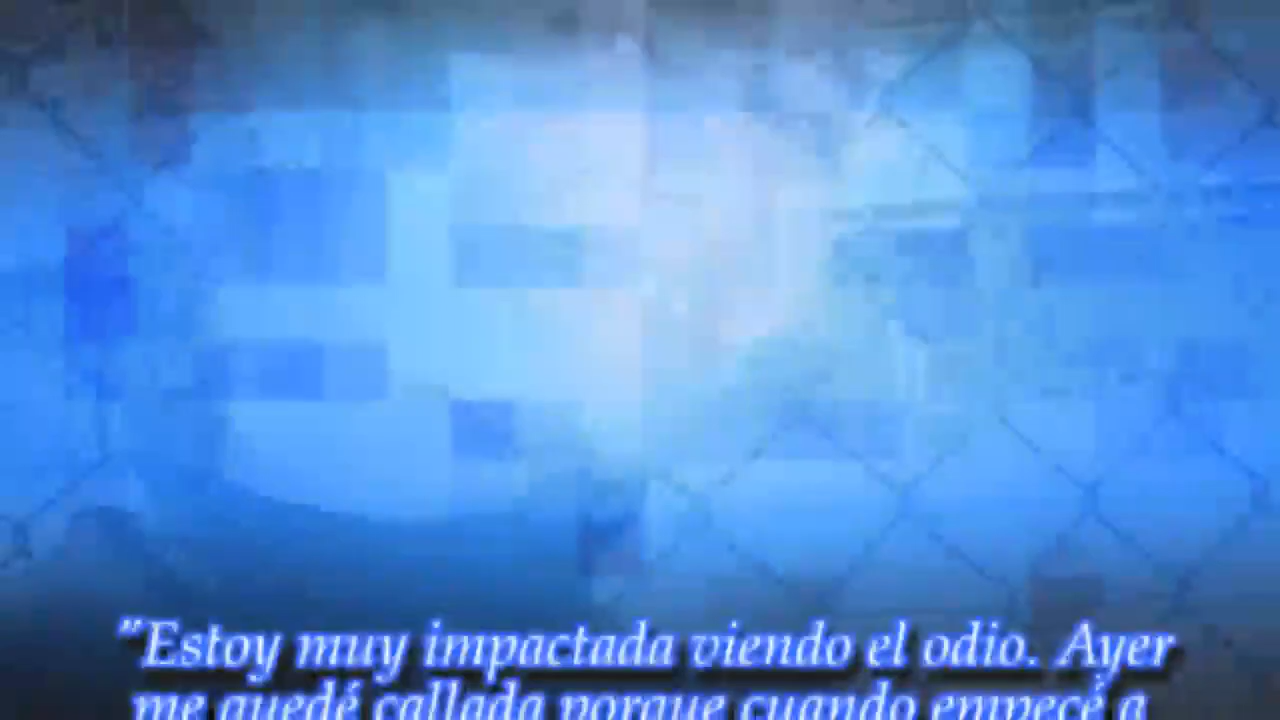 "Estoy muy impactada viendo el odio. Ayer
me quedé callada porque cuando empecé a